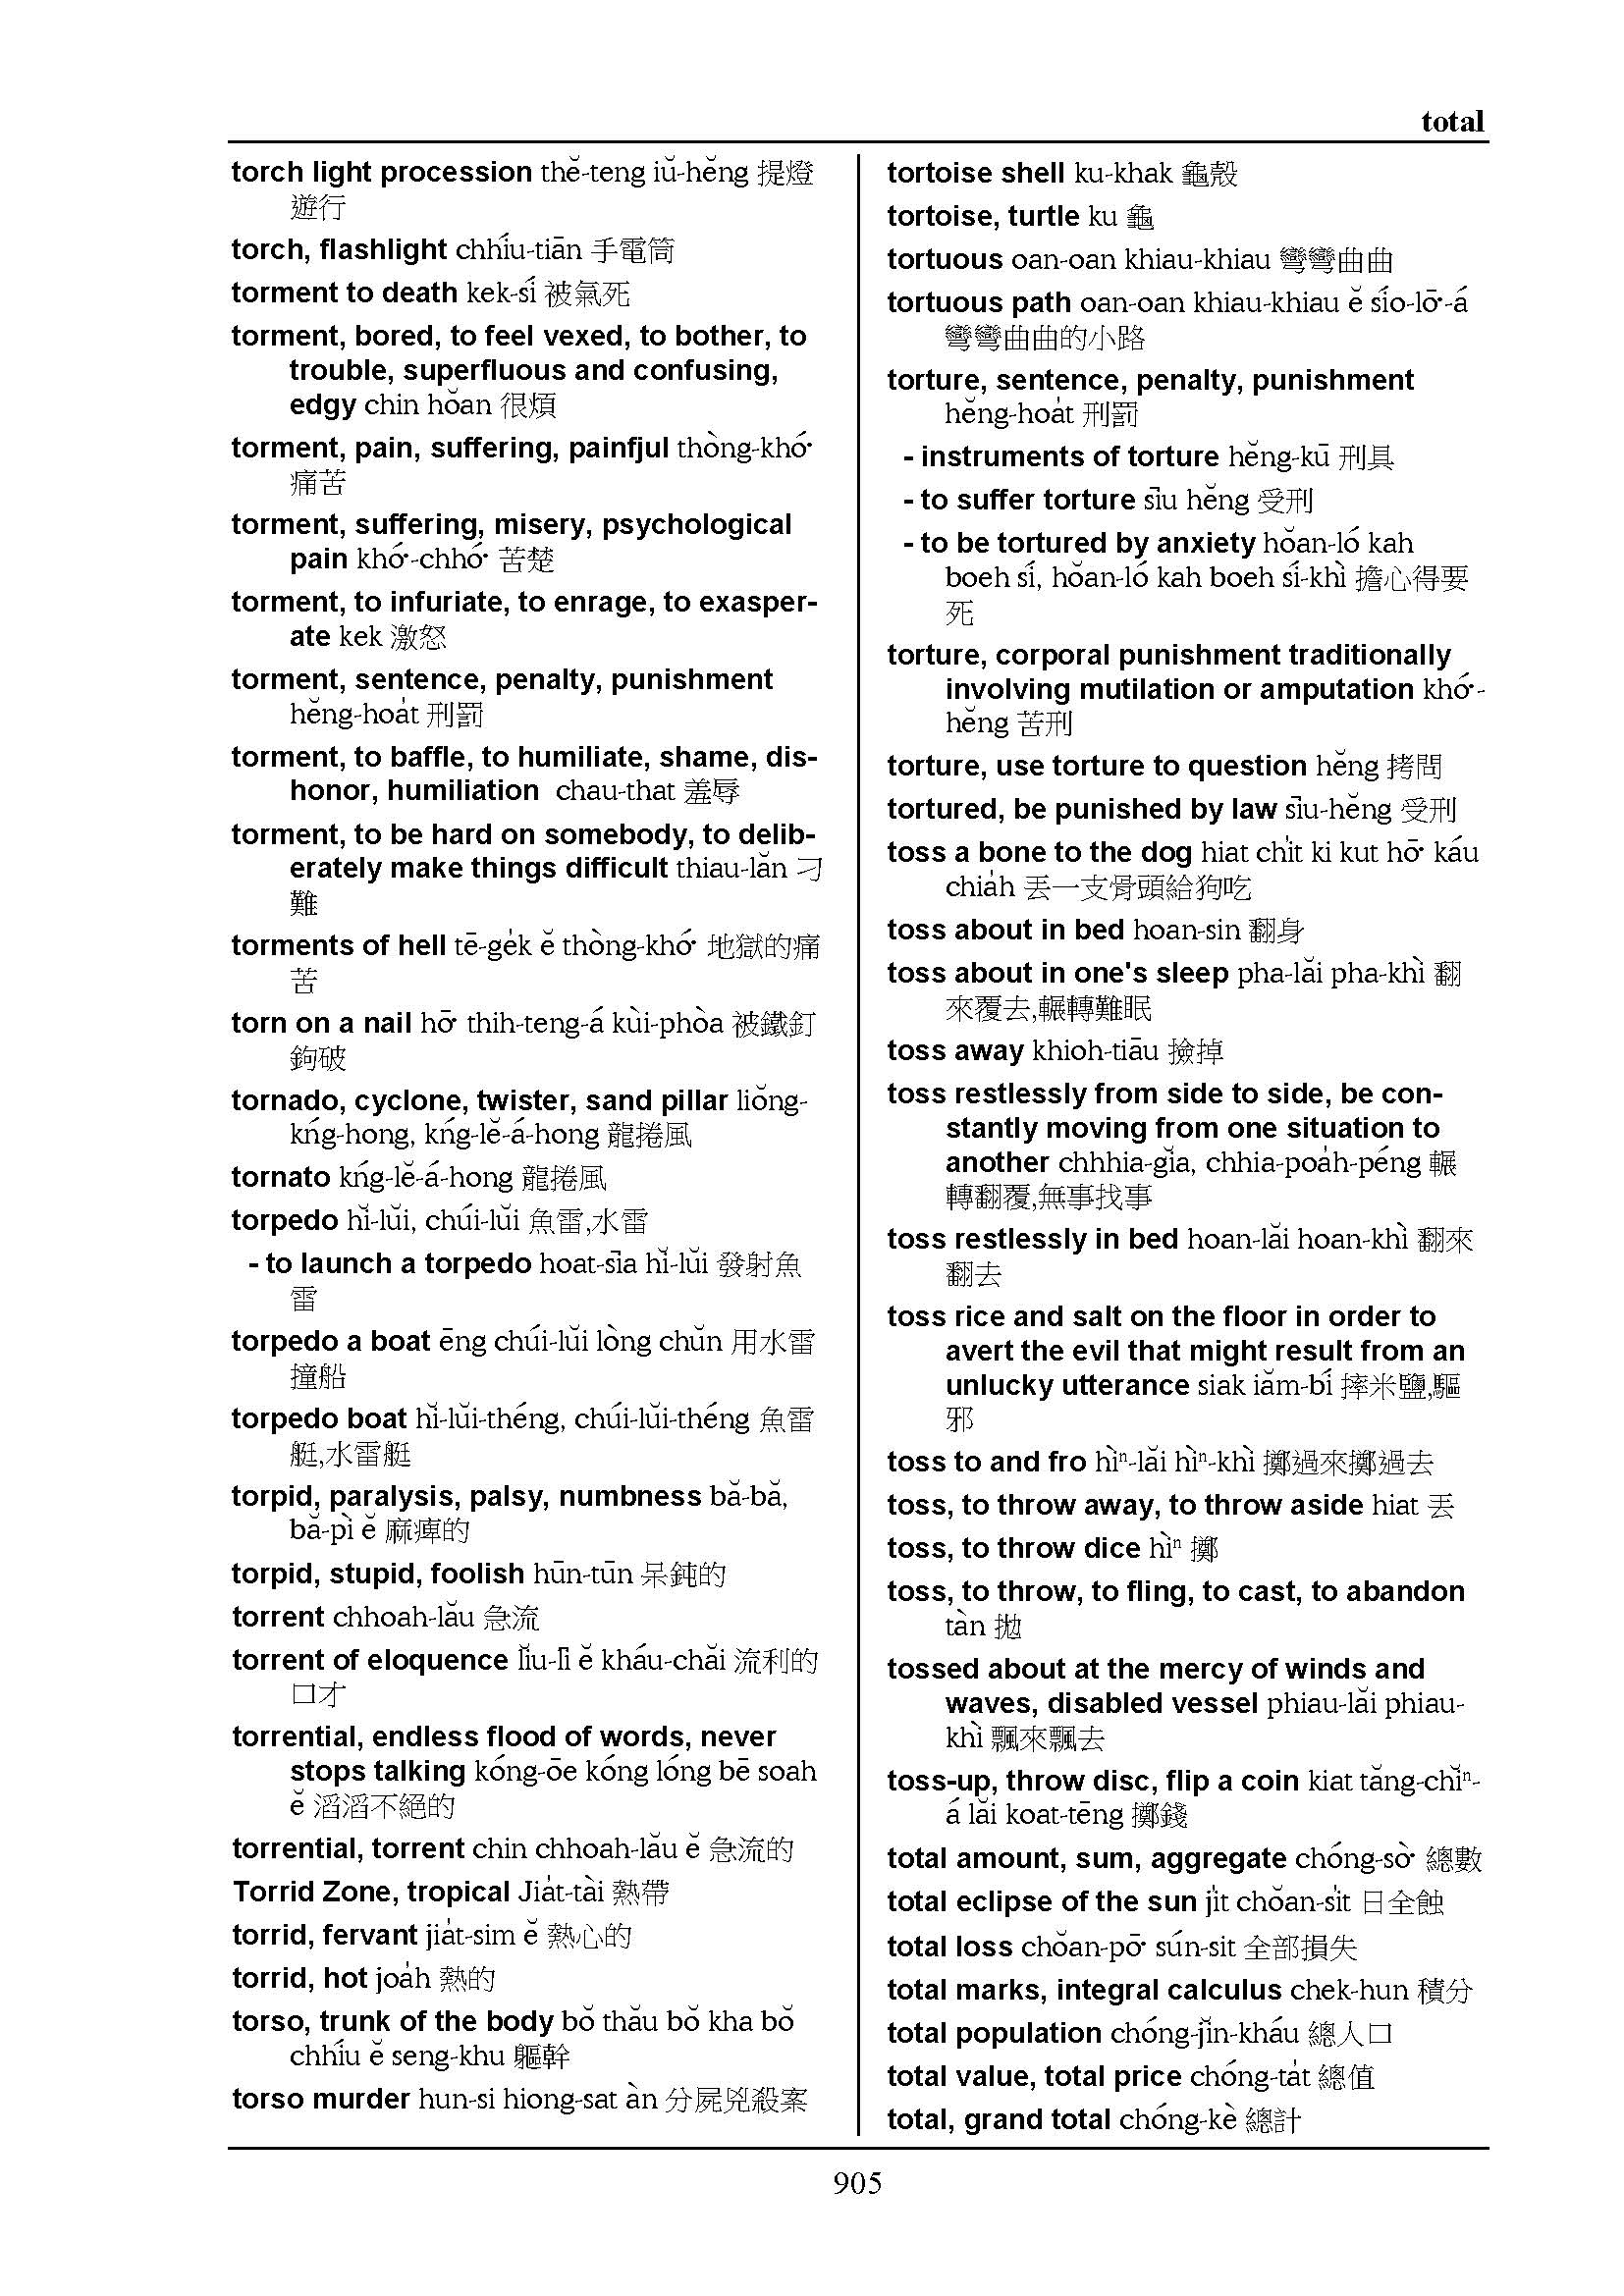 total
torch light procession thĕ-teng iŭ-hĕng 提燈
遊行
torch, flashlight chhíu-tiān 手電筒
torment to death kek-sí 被氣死
torment, bored, to feel vexed, to bother, to
trouble, superfluous and confusing,
edgy chin hŏan 很煩
torment, pain, suffering, painfjul thòng-khó͘
痛苦
torment, suffering, misery, psychological
pain khó͘-chhó͘ 苦楚
torment, to infuriate, to enrage, to exasper-
ate kek 激怒
torment, sentence, penalty, punishment
hĕng-hoa̍t 刑罰
torment, to baffle, to humiliate, shame, dis-
honor, humiliation chau-that 羞辱
torment, to be hard on somebody, to delib-
erately make things difficult thiau-lăn 刁
難
torments of hell tē-ge̍k ĕ thòng-khó͘ 地獄的痛
苦
torn on a nail hō͘ thih-teng-á kùi-phòa 被鐵釘
鉤破
tornado, cyclone, twister, sand pillar liŏng-
kńg-hong, kńg-lĕ-á-hong 龍捲風
tornato kńg-lĕ-á-hong 龍捲風
torpedo hĭ-lŭi, chúi-lŭi 魚雷,水雷
- to launch a torpedo hoat-sīa hĭ-lŭi 發射魚
雷
torpedo a boat ēng chúi-lŭi lòng chŭn 用水雷
撞船
torpedo boat hĭ-lŭi-théng, chúi-lŭi-théng 魚雷
艇,水雷艇
torpid, paralysis, palsy, numbness bă-bă,
bă-pì ĕ 麻痺的
torpid, stupid, foolish hūn-tūn 呆鈍的
torrent chhoah-lău 急流
torrent of eloquence lĭu-lī ĕ kháu-chăi 流利的
口才
torrential, endless flood of words, never
stops talking kóng-ōe kóng lóng bē soah
ĕ 滔滔不絕的
torrential, torrent chin chhoah-lău ĕ 急流的
Torrid Zone, tropical Jia̍t-tài 熱帶
torrid, fervant jia̍t-sim ĕ 熱心的
torrid, hot joa̍h 熱的
torso, trunk of the body bŏ thău bŏ kha bŏ
chhíu ĕ seng-khu 軀幹
torso murder hun-si hiong-sat àn 分屍兇殺案
tortoise shell ku-khak 龜殼
tortoise, turtle ku 龜
tortuous oan-oan khiau-khiau 彎彎曲曲
tortuous path oan-oan khiau-khiau ĕ sío-lō͘-á
彎彎曲曲的小路
torture, sentence, penalty, punishment
hĕng-hoa̍t 刑罰
- instruments of torture hĕng-kū 刑具
- to suffer torture sīu hĕng 受刑
- to be tortured by anxiety hŏan-ló kah
boeh sí, hŏan-ló kah boeh sí-khì 擔心得要
死
torture, corporal punishment traditionally
involving mutilation or amputation khó͘-
hĕng 苦刑
torture, use torture to question hĕng 拷問
tortured, be punished by law sīu-hĕng 受刑
toss a bone to the dog hiat chi̍t ki kut hō͘ káu
chia̍h 丟一支骨頭給狗吃
toss about in bed hoan-sin 翻身
toss about in one's sleep pha-lăi pha-khì 翻
來覆去,輾轉難眠
toss away khioh-tiāu 撿掉
toss restlessly from side to side, be con-
stantly moving from one situation to
another chhhia-gĭa, chhia-poa̍h-péng 輾
轉翻覆,無事找事
toss restlessly in bed hoan-lăi hoan-khì 翻來
翻去
toss rice and salt on the floor in order to
avert the evil that might result from an
unlucky utterance siak iăm-bí 摔米鹽,驅
邪
toss to and fro hìⁿ-lăi hìⁿ-khì 擲過來擲過去
toss, to throw away, to throw aside hiat 丟
toss, to throw dice hìⁿ 擲
toss, to throw, to fling, to cast, to abandon
tàn 拋
tossed about at the mercy of winds and
waves, disabled vessel phiau-lăi phiau-
khì 飄來飄去
toss-up, throw disc, flip a coin kiat tăng-chĭⁿ-
á lăi koat-tēng 擲錢
total amount, sum, aggregate chóng-sò͘ 總數
total eclipse of the sun ji̍t chŏan-si̍t 日全蝕
total loss chŏan-pō͘ sún-sit 全部損失
total marks, integral calculus chek-hun 積分
total population chóng-jĭn-kháu 總人口
total value, total price chóng-ta̍t 總值
total, grand total chóng-kè 總計
905